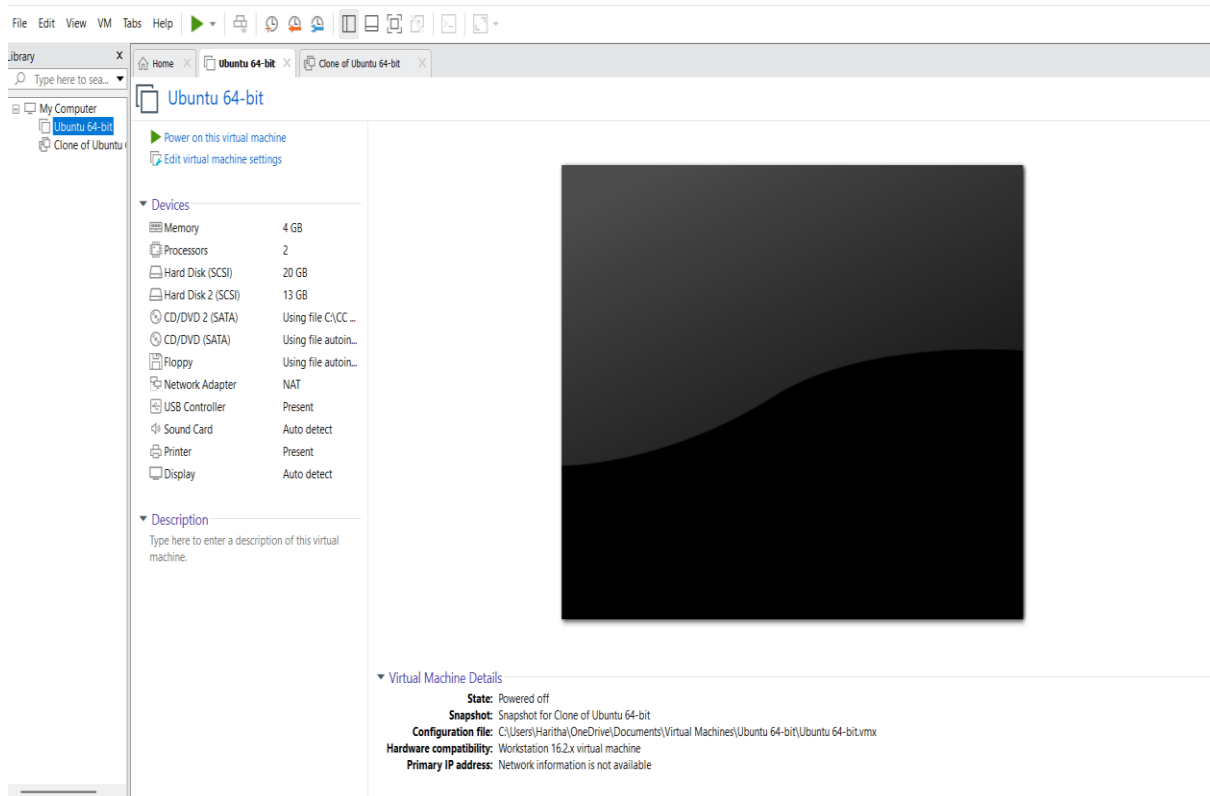 File Edit View VM Tabs Help
Library X
Type here to sea...
My Computer
Ubuntu 64-bit
Clone of Ubuntu
Home Ubuntu 64-bit Clone of Ubuntu 64-bit
Ubuntu 64-bit
Power on this virtual machine
Edit virtual machine settings
Devices
Memory 4 GB
Processors 2
Hard Disk (SCSI) 20 GB
Hard Disk 2 (SCSI) 13 GB
CD/DVD 2 (SATA) Using file C:\CC ...
CD/DVD (SATA) Using file autoin...
Floppy Using file autoin...
Network Adapter NAT
USB Controller Present
Sound Card Auto detect
Printer Present
Display Auto detect
Description
Type here to enter a description of this virtual
machine.
Virtual Machine Details
State: Powered off
Snapshot: Snapshot for Clone of Ubuntu 64-bit
Configuration file: C:\Users\Haritha\OneDrive\Documents\Virtual Machines\Ubuntu 64-bit\Ubuntu 64-bit.vmx
Hardware compatibility: Workstation 16.2.x virtual machine
Primary IP address: Network information is not available